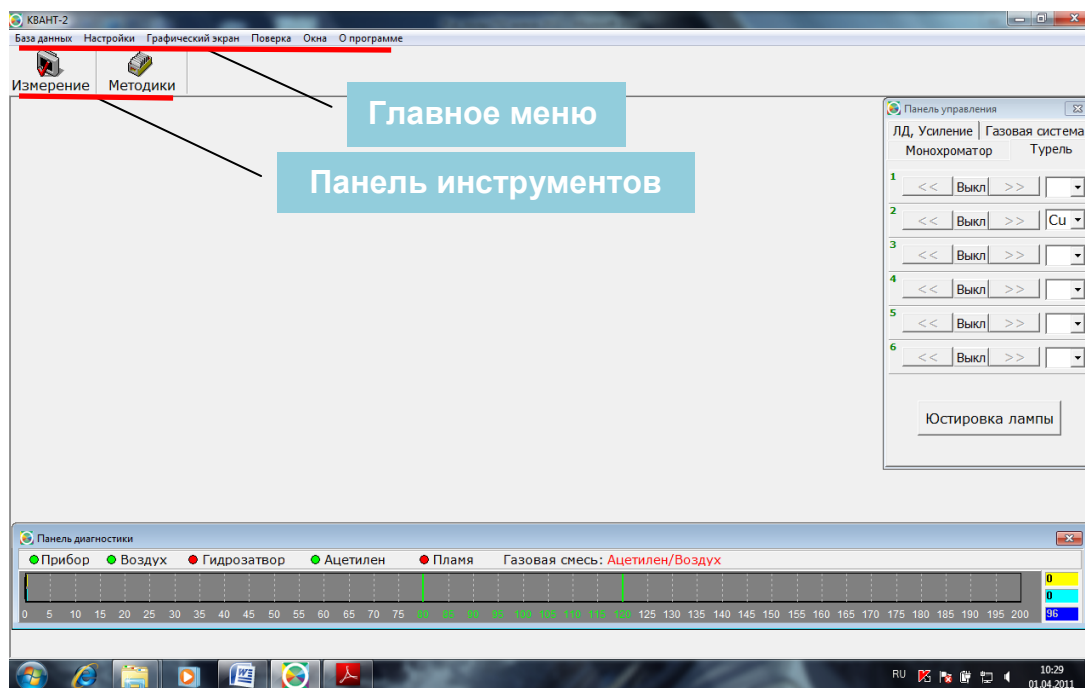 КВАНТ-2
База данных Настройки Графический экран Поверка Окна О программе
Измерение Методики
Главное меню
Панель инструментов
Панель управления
ЛД, Усиление Газовая система
Монохроматор Турель
1 << Выкл >>
2 << Выкл >> Cu
3 << Выкл >>
4 << Выкл >>
5 << Выкл >>
6 << Выкл >>
Юстировка лампы
Панель диагностики
Прибор Воздух Гидрозатвор Ацетилен Пламя Газовая смесь: Ацетилен/Воздух
0
0
0 5 10 15 20 25 30 35 40 45 50 55 60 65 70 75 80 85 90 95 100 105 110 115 120 125 130 135 140 145 150 155 160 165 170 175 180 185 190 195 200 96
RU 10:29
01.04.2011